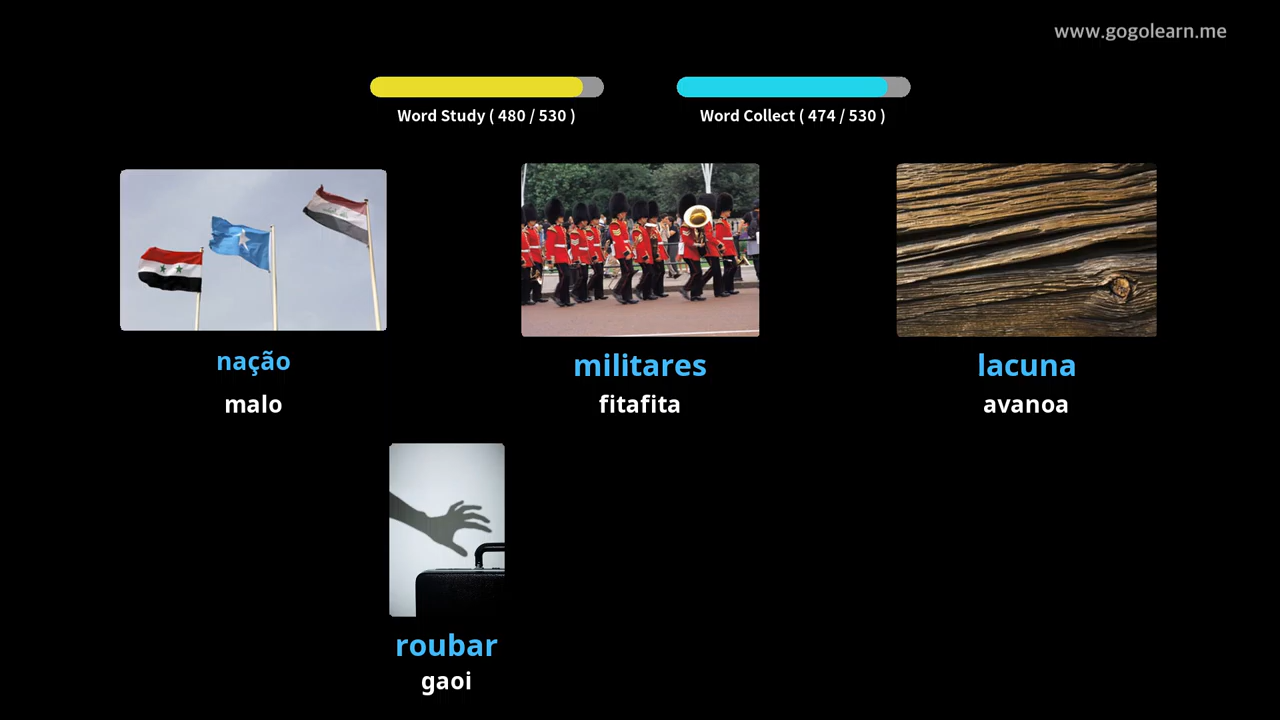 www.gogolearn.me
Word Study ( 480 / 530 )
Word Collect ( 474 / 530 )
nação
malo
militares
fitafita
lacuna
avanoa
roubar
gaoi